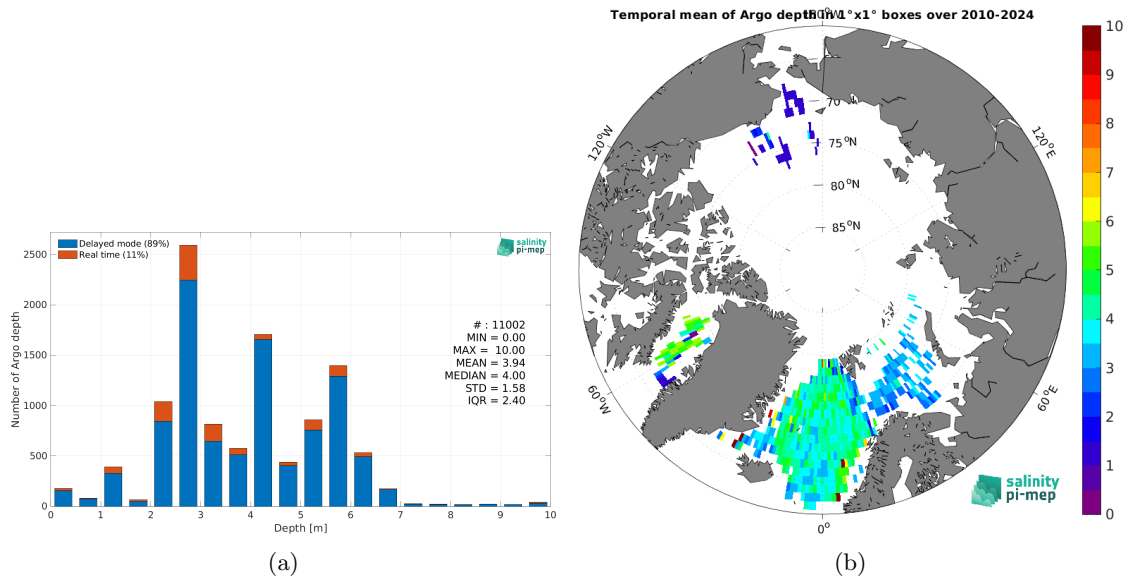 Temporal mean of Argo depth in 1°x1° boxes over 2010-2024
180°W
120°W
120°E
60°W
60°E
0°
70
75°N
80°N
85°N
10
9
8
7
6
5
4
3
2
1
0
salinity
pi-mep
Delayed mode (89%)
Real time (11%)
salinity
pi-mep
# : 11002
MIN = 0.00
MAX = 10.00
MEAN = 3.94
MEDIAN = 4.00
STD = 1.58
IQR = 2.40
Number of Argo depth
2500
2000
1500
1000
500
0
0 1 2 3 4 5 6 7 8 9 10
Depth [m]
(a)
(b)